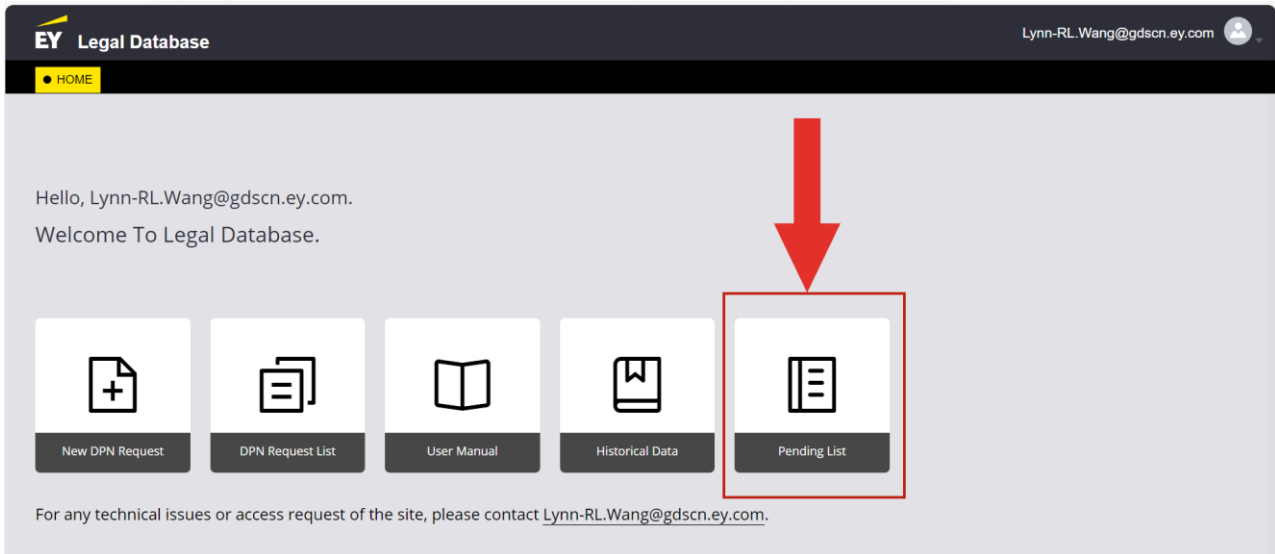 EY Legal Database
Lynn-RL.Wang@gdscn.ey.com
HOME
Hello, Lynn-RL.Wang@gdscn.ey.com.
Welcome To Legal Database.
New DPN Request
DPN Request List
User Manual
Historical Data
Pending List
For any technical issues or access request of the site, please contact Lynn-RL.Wang@gdscn.ey.com.